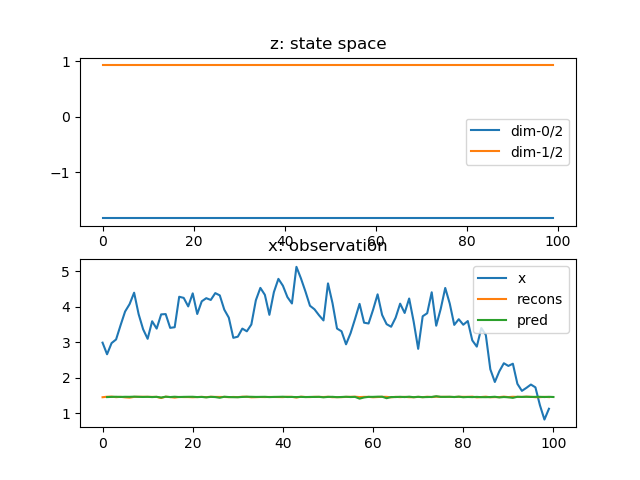 z: state space
1
0
−1
dim-0/2
dim-1/2
0 20 40 60 80 100
x: observation
5
4
3
2
1
x
recons
pred
0 20 40 60 80 100